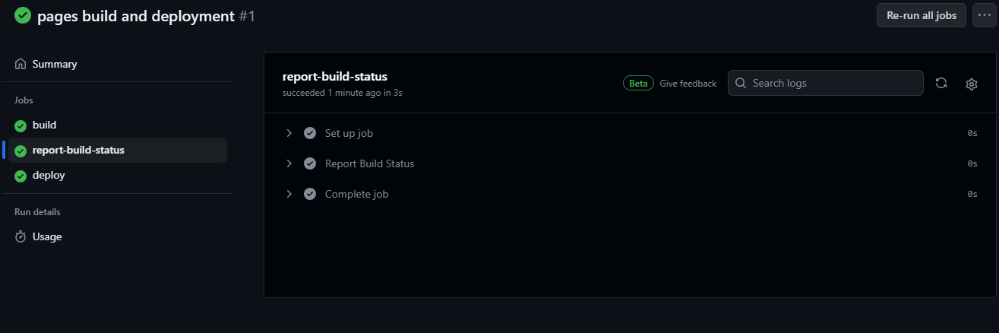 pages build and deployment #1
Re-run all jobs
Summary
Jobs
build
report-build-status
deploy
Run details
Usage
report-build-status
succeeded 1 minute ago in 3s
Beta Give feedback
Search logs
Set up job 0s
Report Build Status 0s
Complete job 0s